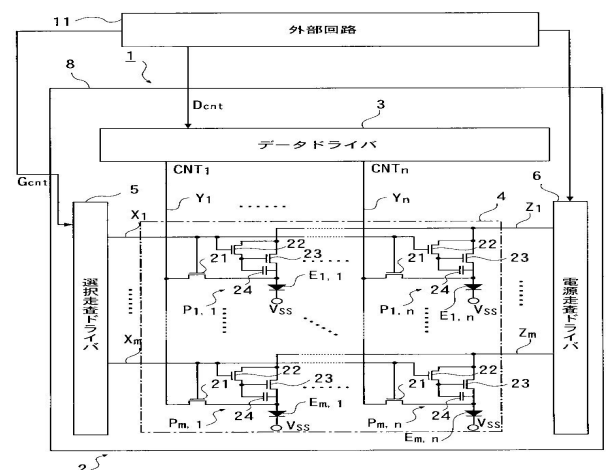 11
外部回路
1
8
3
Dcnt
データドライバ
CNT1
CNTn
Gcnt
5
6
Y1
Yn
4
X1
Z1
22
23
21
24
E1, 1
P1, 1
VSS
22
23
21
24
E1, n
P1, n
VSS
選択走査ドライバ
電源走査ドライバ
Xm
Zm
22
23
21
24
Em, 1
Pm, 1
VSS
22
23
21
24
Em, n
Pm, n
VSS
2